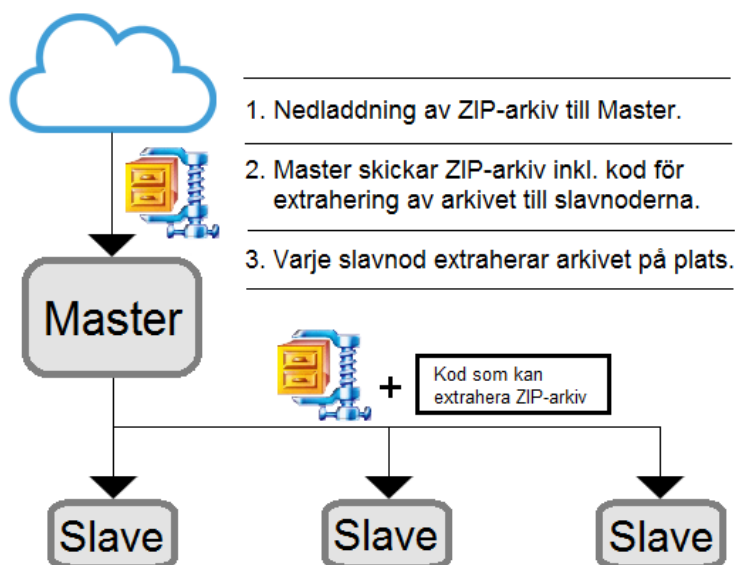 1. Nedladdning av ZIP-arkiv till Master.
2. Master skickar ZIP-arkiv inkl. kod för
extrahering av arkivet till slavnoderna.
3. Varje slavnod extraherar arkivet på plats.
Master
+
Kod som kan
extrahera ZIP-arkiv
Slave
Slave
Slave